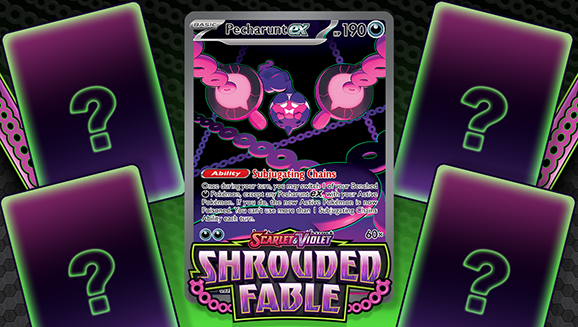 BASIC
Pecharunt ex HP 190
Ability Subjugating Chains
Once during your turn, you may switch 1 of your Benched
Pokémon, except any Pecharunt ex, with your Active
Pokémon. If you do, the new Active Pokémon is now
Poisoned. You can't use more than 1 Subjugating Chains
Ability each turn.
60×
SCARLET & VIOLET
SHROUDED
FABLE
?
?
?
?